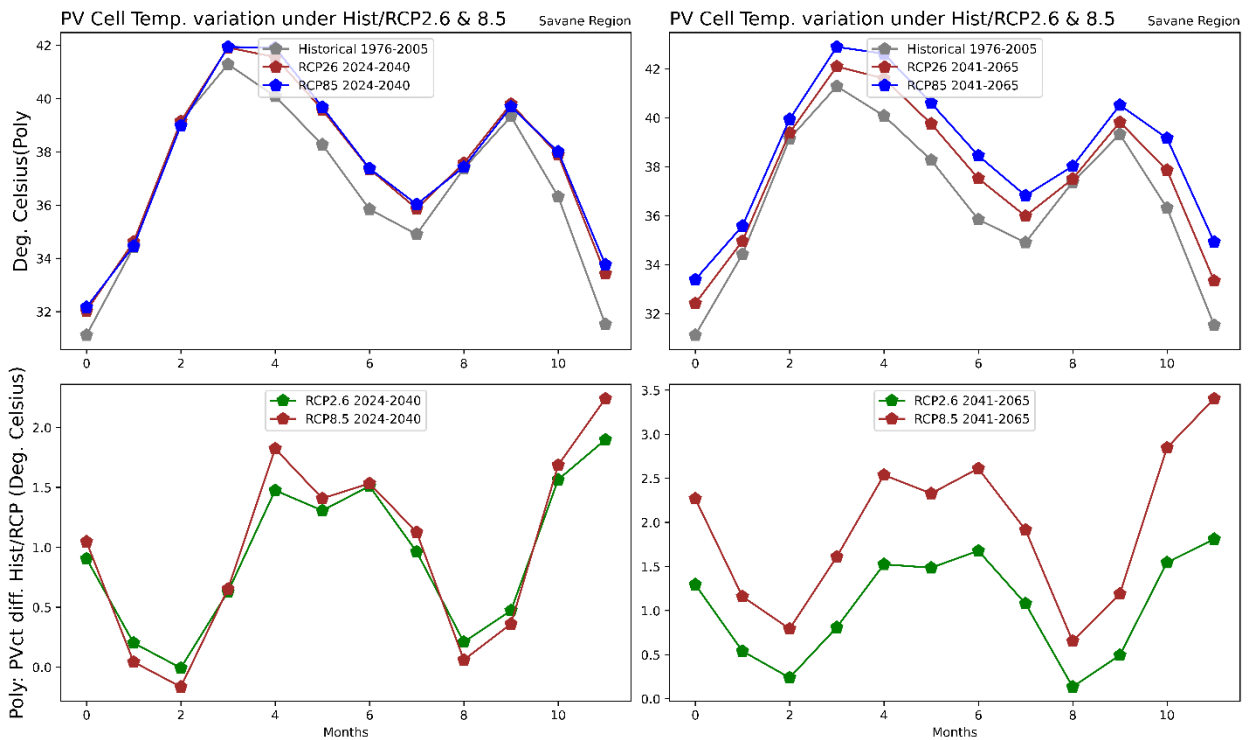 PV Cell Temp. variation under Hist/RCP2.6 & 8.5
Savane Region
Deg. Celsius(Poly
42
40
38
36
34
32
Historical 1976-2005
RCP26 2024-2040
RCP85 2024-2040
0 2 4 6 8 10
PV Cell Temp. variation under Hist/RCP2.6 & 8.5
Savane Region
42
40
38
36
34
32
Historical 1976-2005
RCP26 2041-2065
RCP85 2041-2065
0 2 4 6 8 10
Poly: PVct diff. Hist/RCP (Deg. Celsius)
2.0
1.5
1.0
0.5
0.0
RCP2.6 2024-2040
RCP8.5 2024-2040
0 2 4 6 8 10
Months
3.5
3.0
2.5
2.0
1.5
1.0
0.5
0.0
RCP2.6 2041-2065
RCP8.5 2041-2065
0 2 4 6 8 10
Months